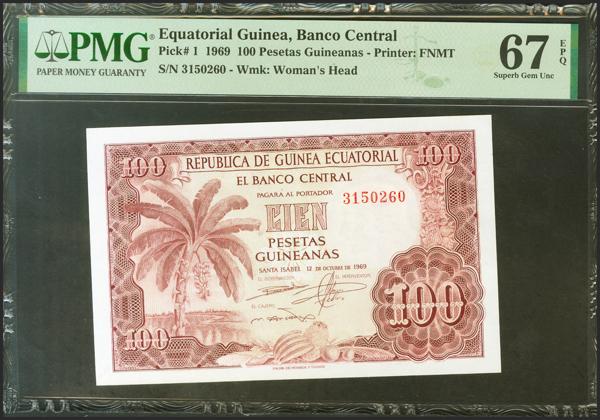 PMG
PAPER MONEY GUARANTY
Equatorial Guinea, Banco Central
Pick# 1 1969 100 Pesetas Guineanas - Printer: FNMT
S/N 3150260 - Wmk: Woman's Head
67 EPQ
Superb Gem Unc
100
100
REPUBLICA DE GUINEA ECUATORIAL
EL BANCO CENTRAL
PAGARÁ AL PORTADOR
3150260
CIEN
PESETAS
GUINEANAS
SANTA ISABEL 12 DE OCTUBRE DE 1969
EL GOBERNADOR
EL INTERVENTOR
EL CAJERO
100
100